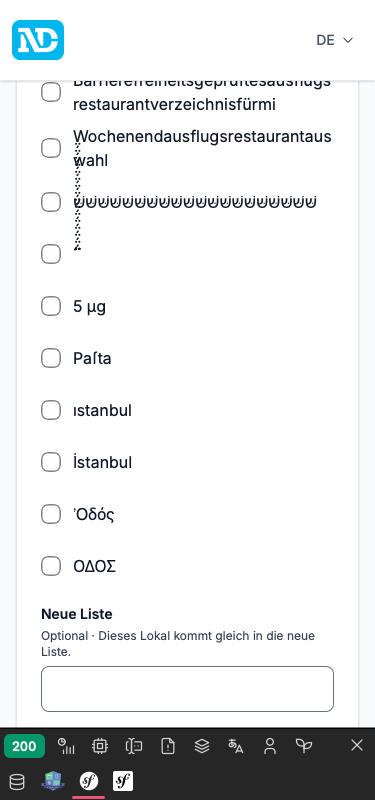 DE
Barrierefreiheitsgeprüftesausflugs
restaurantverzeichnisfürmi
Wochenendausflugsrestaurantaus
wahl
5 µg
Paſta
ıstanbul
İstanbul
Ὀδός
ΟΔΟΣ
Neue Liste
Optional · Dieses Lokal kommt gleich in die neue
Liste.
200